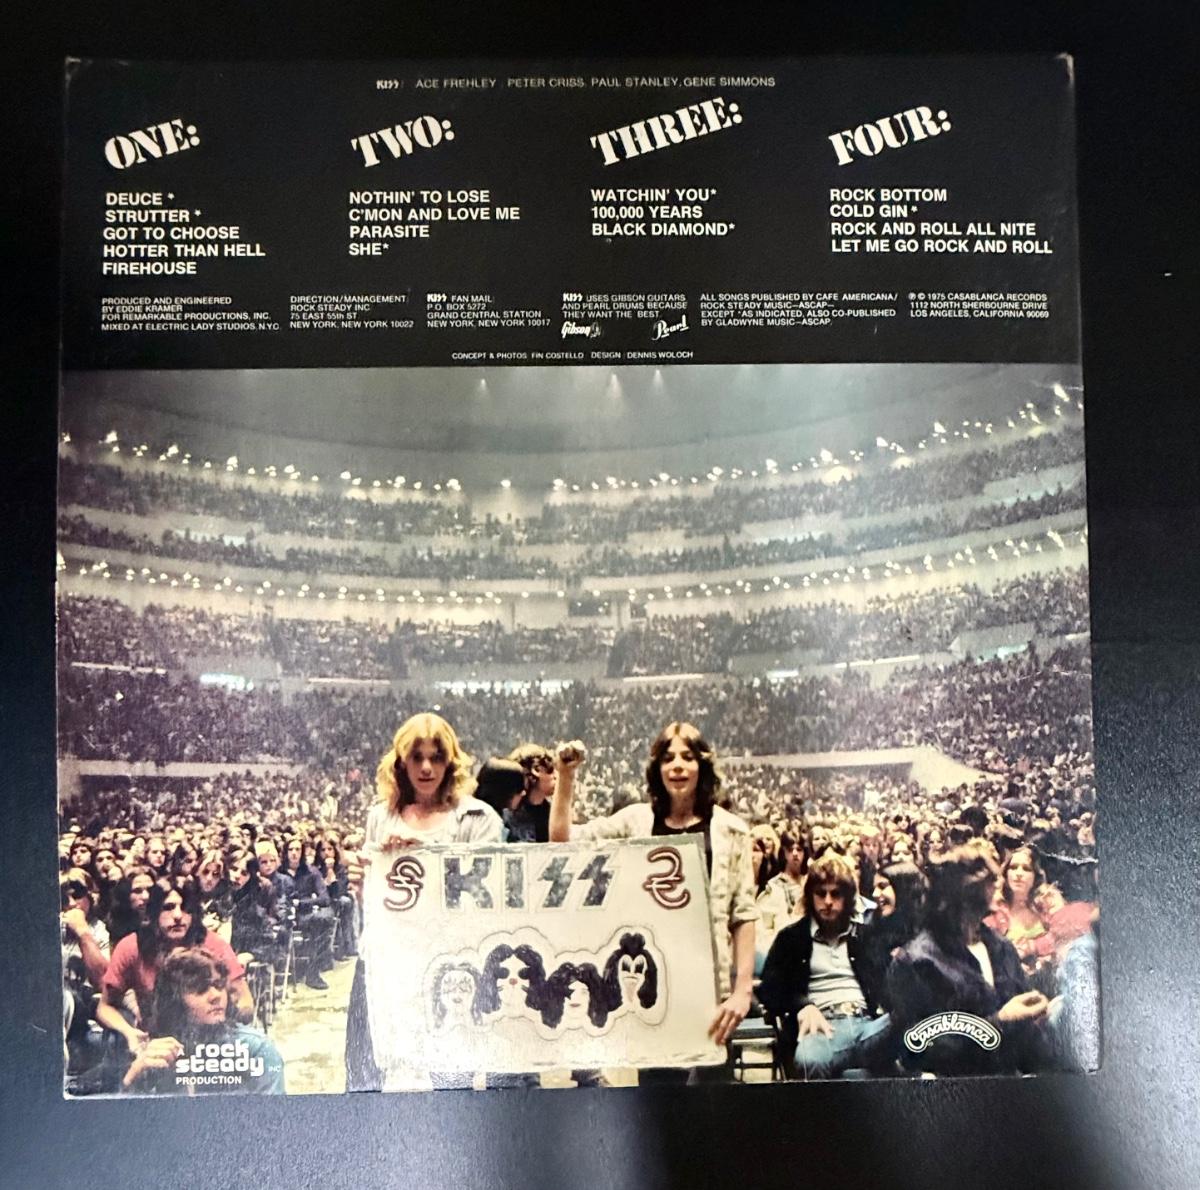 KISS: ACE FREHLEY, PETER CRISS, PAUL STANLEY, GENE SIMMONS
ONE:
DEUCE *
STRUTTER *
GOT TO CHOOSE
HOTTER THAN HELL
FIREHOUSE
TWO:
NOTHIN' TO LOSE
C'MON AND LOVE ME
PARASITE
SHE*
THREE:
WATCHIN' YOU*
100,000 YEARS
BLACK DIAMOND*
FOUR:
ROCK BOTTOM
COLD GIN *
ROCK AND ROLL ALL NITE
LET ME GO ROCK AND ROLL
PRODUCED AND ENGINEERED
BY EDDIE KRAMER
FOR REMARKABLE PRODUCTIONS, INC.
MIXED AT ELECTRIC LADY STUDIOS, N.Y.C.
DIRECTION/MANAGEMENT:
ROCK STEADY INC.
75 EAST 55th ST.
NEW YORK, NEW YORK 10022
KISS FAN MAIL:
P.O. BOX 5272
GRAND CENTRAL STATION
NEW YORK, NEW YORK 10017
KISS USES GIBSON GUITARS
AND PEARL DRUMS BECAUSE
THEY WANT THE BEST.
Gibson
Pearl
ALL SONGS PUBLISHED BY CAFE AMERICANA/
ROCK STEADY MUSIC—ASCAP—
EXCEPT *AS INDICATED, ALSO CO-PUBLISHED
BY GLADWYNE MUSIC—ASCAP.
℗ © 1975 CASABLANCA RECORDS
1112 NORTH SHERBOURNE DRIVE
LOS ANGELES, CALIFORNIA 90069
CONCEPT & PHOTOS: FIN COSTELLO DESIGN: DENNIS WOLOCH
KISS
rock
steady INC.
PRODUCTION
Casablanca